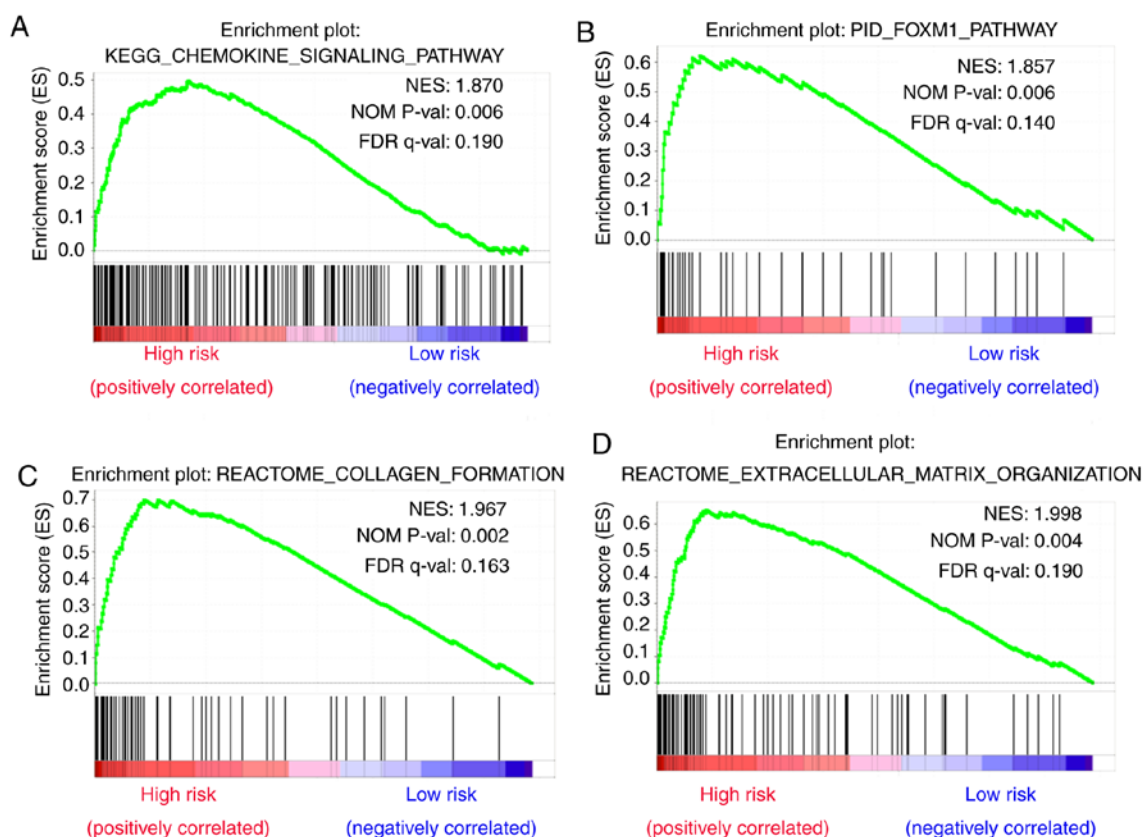 A
Enrichment plot:
KEGG_CHEMOKINE_SIGNALING_PATHWAY
NES: 1.870
NOM P-val: 0.006
FDR q-val: 0.190
Enrichment score (ES)
0.5
0.4
0.3
0.2
0.1
0.0
High risk
Low risk
(positively correlated)
(negatively correlated)
B
Enrichment plot: PID_FOXM1_PATHWAY
NES: 1.857
NOM P-val: 0.006
FDR q-val: 0.140
Enrichment score (ES)
0.6
0.5
0.4
0.3
0.2
0.1
0.0
High risk
Low risk
(positively correlated)
(negatively correlated)
C
Enrichment plot: REACTOME_COLLAGEN_FORMATION
NES: 1.967
NOM P-val: 0.002
FDR q-val: 0.163
Enrichment score (ES)
0.7
0.6
0.5
0.4
0.3
0.2
0.1
0.0
High risk
Low risk
(positively correlated)
(negatively correlated)
D
Enrichment plot:
REACTOME_EXTRACELLULAR_MATRIX_ORGANIZATION
NES: 1.998
NOM P-val: 0.004
FDR q-val: 0.190
Enrichment score (ES)
0.6
0.5
0.4
0.3
0.2
0.1
0.0
High risk
Low risk
(positively correlated)
(negatively correlated)